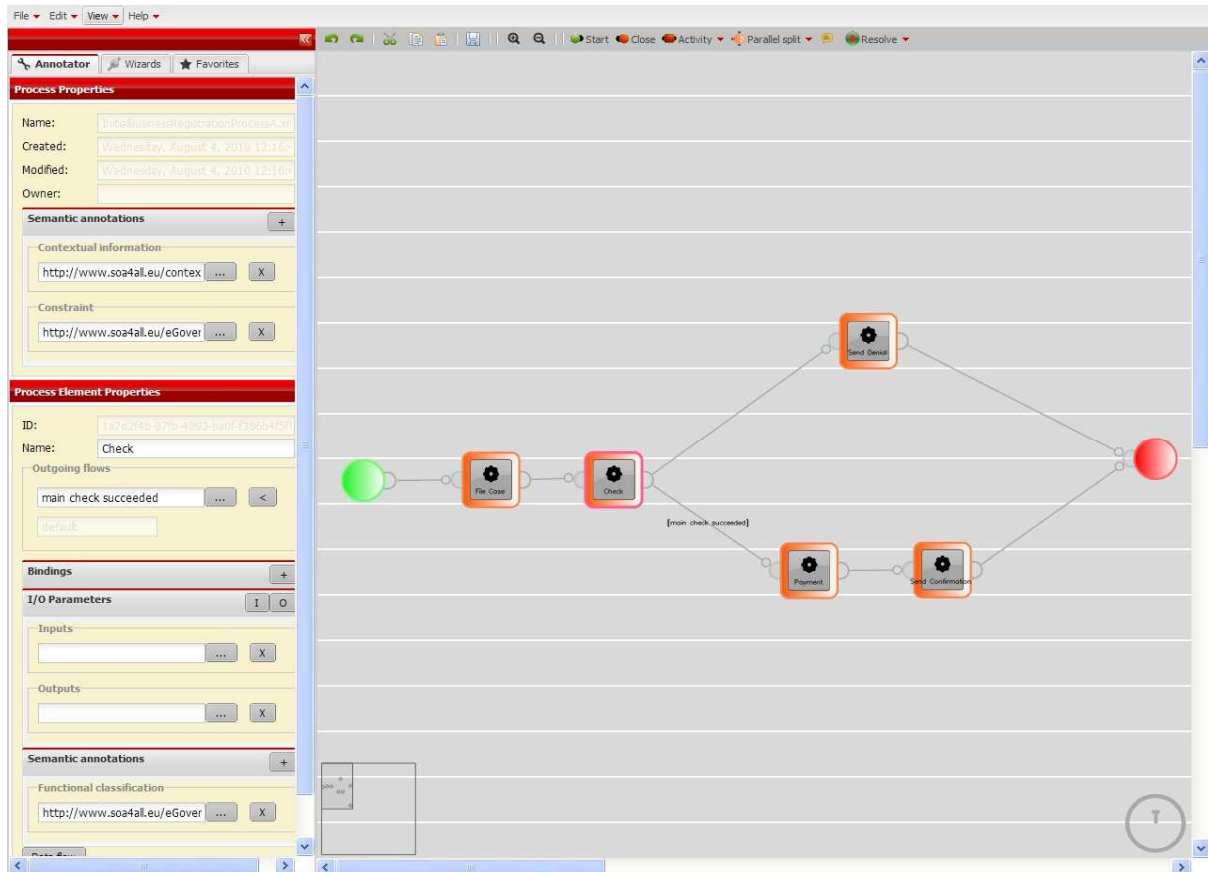 File Edit View Help
Start Close Activity Parallel split Resolve
Annotator Wizards Favorites
Process Properties
Name: InitialBusinessRegistrationProcessA.xm
Created: Wednesday, August 4, 2010 12:16:
Modified: Wednesday, August 4, 2010 12:16:
Owner:
Semantic annotations +
Contextual information
http://www.soa4all.eu/contex ... X
Constraint
http://www.soa4all.eu/eGover ... X
Process Element Properties
ID:
Name: Check
Outgoing flows
main check succeeded ... <
default
Bindings +
I/O Parameters I O
Inputs
... X
Outputs
... X
Semantic annotations +
Functional classification
http://www.soa4all.eu/eGover ... X
Data flow
Send Denial
File Case
Check
[main check succeeded]
Payment
Send Confirmation
T